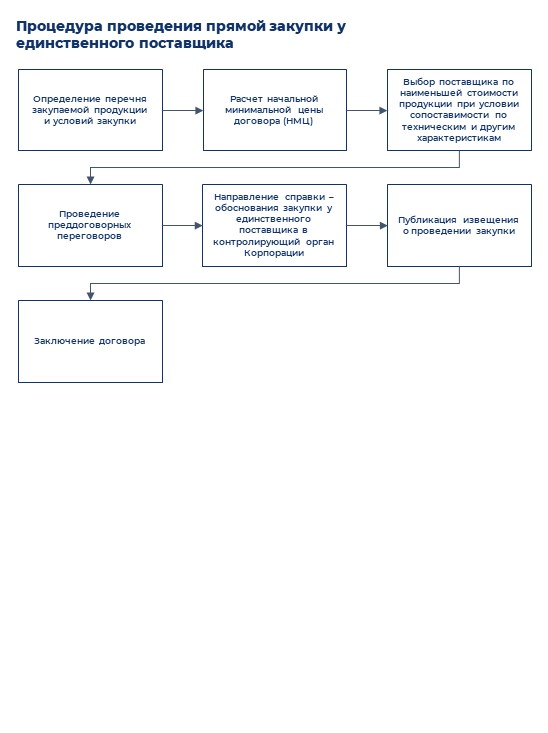 Процедура проведения прямой закупки у
единственного поставщика
Определение перечня
закупаемой продукции
и условий закупки
Расчет начальной
минимальной цены
договора (НМЦ)
Выбор поставщика по
наименьшей стоимости
продукции при условии
сопоставимости по
техническим и другим
характеристикам
Проведение
преддоговорных
переговоров
Направление справки –
обоснования закупки у
единственного
поставщика в
контролирующий орган
Корпорации
Публикация извещения
о проведении закупки
Заключение договора